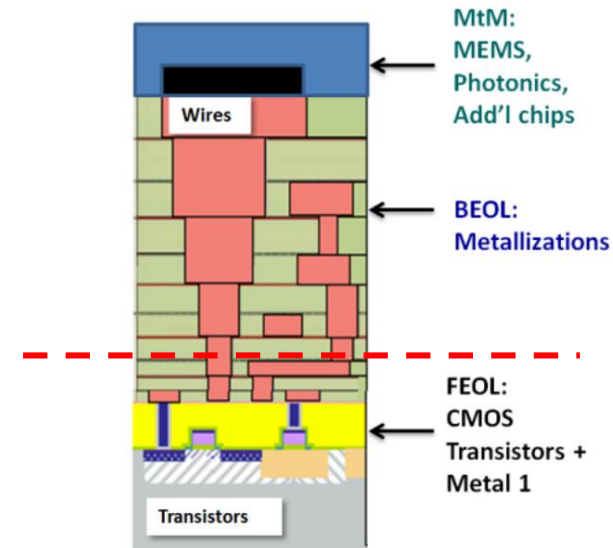 MtM:
MEMS,
Photonics,
Add'l chips
Wires
BEOL:
Metallizations
FEOL:
CMOS
Transistors +
Metal 1
Transistors